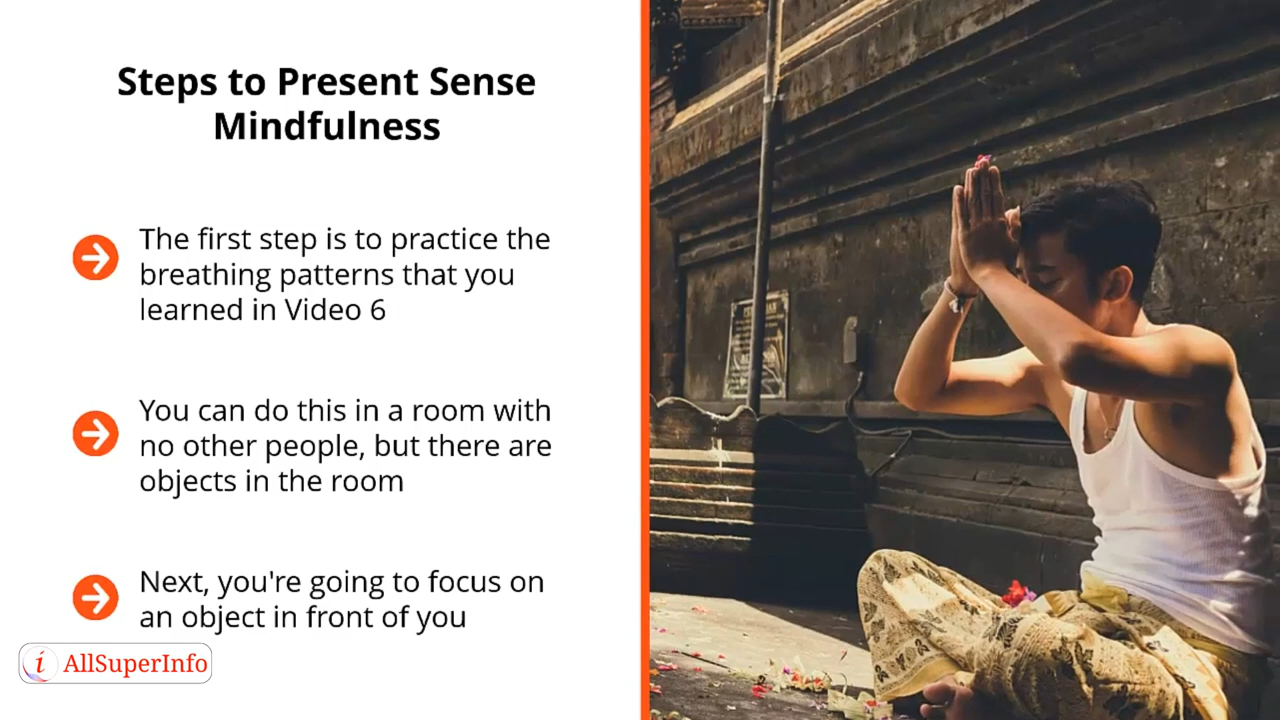 Steps to Present Sense
Mindfulness
The first step is to practice the
breathing patterns that you
learned in Video 6
You can do this in a room with
no other people, but there are
objects in the room
Next, you're going to focus on
an object in front of you
i AllSuperInfo